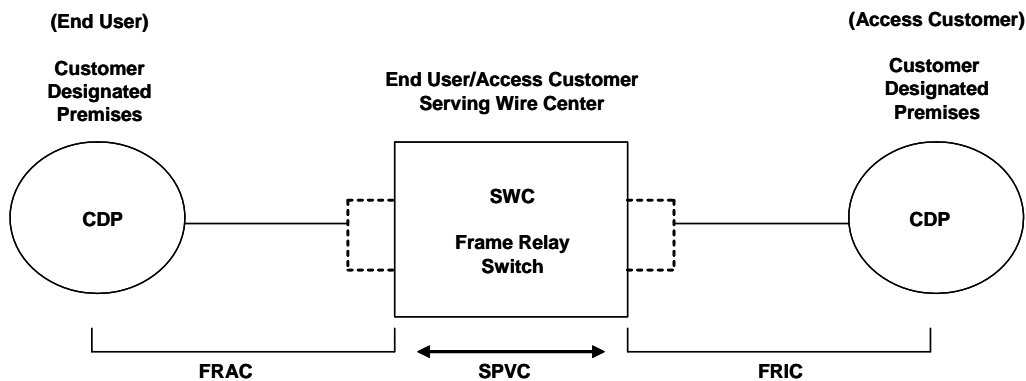 (End User)
Customer
Designated
Premises
End User/Access Customer
Serving Wire Center
(Access Customer)
Customer
Designated
Premises
CDP
SWC
Frame Relay
Switch
CDP
FRAC
SPVC
FRIC